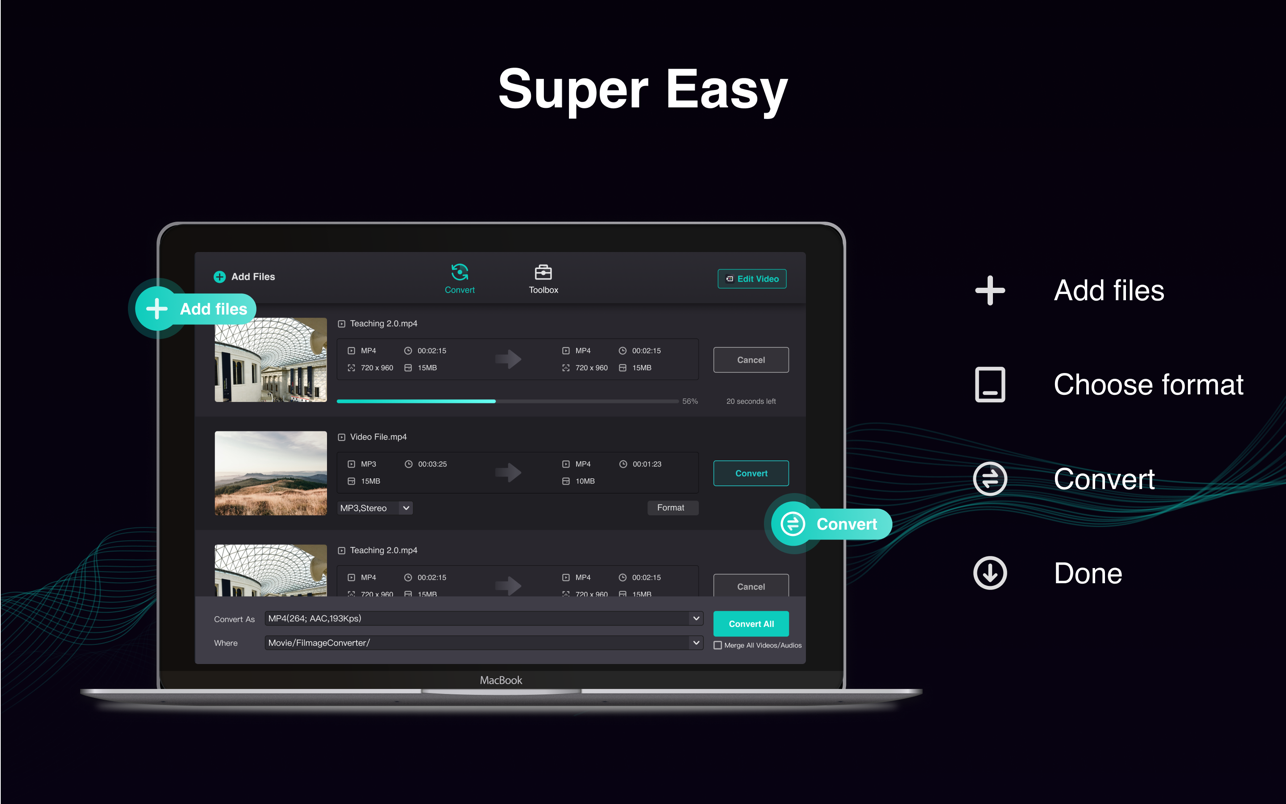 Super Easy
Add Files
Convert
Toolbox
Edit Video
Add files
Teaching 2.0.mp4
MP4 00:02:15 MP4 00:02:15
720 x 960 15MB 720 x 960 15MB
Cancel
56% 20 seconds left
Video File.mp4
MP3 00:03:25 MP4 00:01:23
15MB 10MB
Convert
MP3,Stereo Format
Convert
Teaching 2.0.mp4
MP4 00:02:15 MP4 00:02:15
720 x 960 15MB 720 x 960 15MB
Cancel
Convert As MP4(264; AAC,193Kps)
Convert All
Where Movie/FilmageConverter/
Merge All Videos/Audios
MacBook
Add files
Choose format
Convert
Done